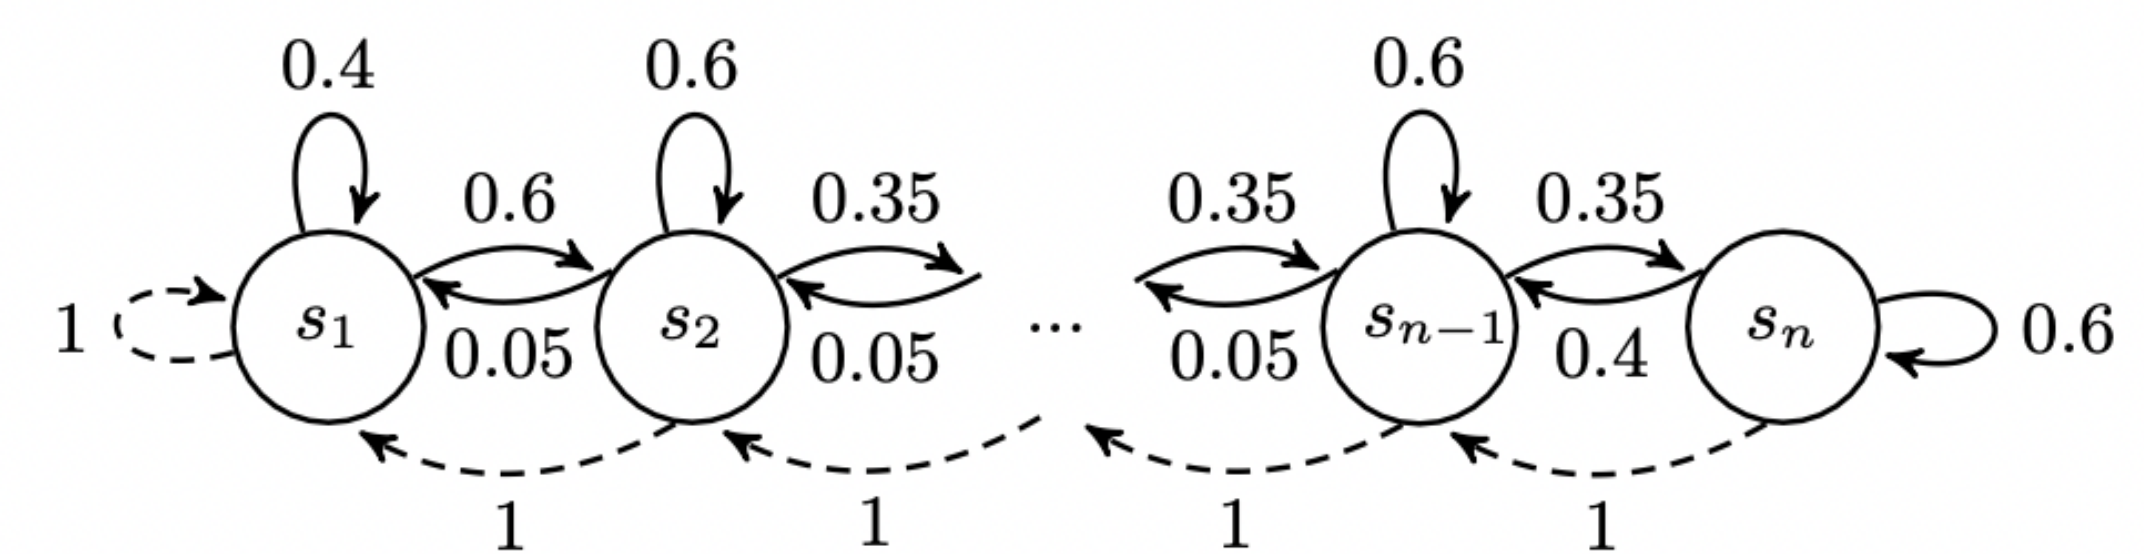 0.4 0.6 0.6
0.6 0.35 0.35 0.35
1 s₁ s₂ ... sₙ₋₁ sₙ 0.6
0.05 0.05 0.05 0.4
1 1 1 1